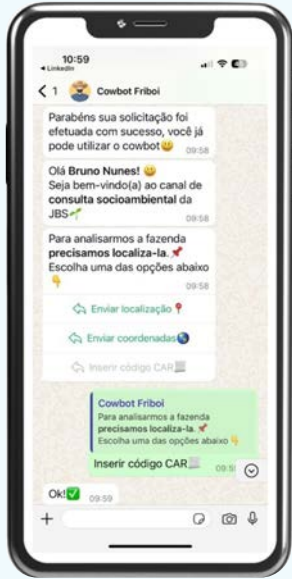 10:59
◂ LinkedIn
1 Cowbot Friboi
Parabéns sua solicitação foi
efetuada com sucesso, você já
pode utilizar o cowbot😀
09:58
Olá Bruno Nunes! 😀
Seja bem-vindo(a) ao canal de
consulta socioambiental da
JBS🌱
09:58
Para analisarmos a fazenda
precisamos localiza-la. 📌
Escolha uma das opções abaixo
👇
09:58
Enviar localização📍
Enviar coordenadas🌎
Inserir código CAR
Cowbot Friboi
Para analisarmos a fazenda
precisamos localiza-la. 📌
Escolha uma das opções abaixo 👇
Inserir código CAR
Ok!✅ 09:59